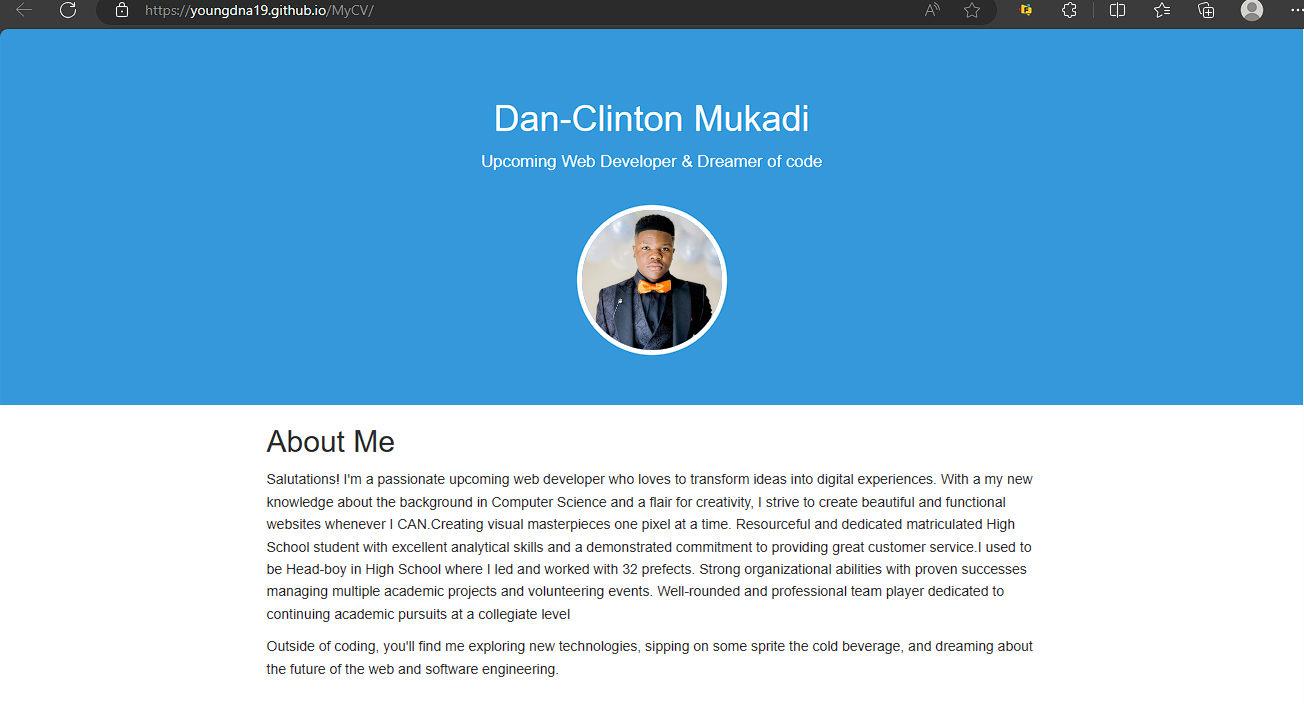 https://youngdna19.github.io/MyCV/
Dan-Clinton Mukadi
Upcoming Web Developer & Dreamer of code
About Me
Salutations! I'm a passionate upcoming web developer who loves to transform ideas into digital experiences. With a my new
knowledge about the background in Computer Science and a flair for creativity, I strive to create beautiful and functional
websites whenever I CAN.Creating visual masterpieces one pixel at a time. Resourceful and dedicated matriculated High
School student with excellent analytical skills and a demonstrated commitment to providing great customer service.I used to
be Head-boy in High School where I led and worked with 32 prefects. Strong organizational abilities with proven successes
managing multiple academic projects and volunteering events. Well-rounded and professional team player dedicated to
continuing academic pursuits at a collegiate level
Outside of coding, you'll find me exploring new technologies, sipping on some sprite the cold beverage, and dreaming about
the future of the web and software engineering.